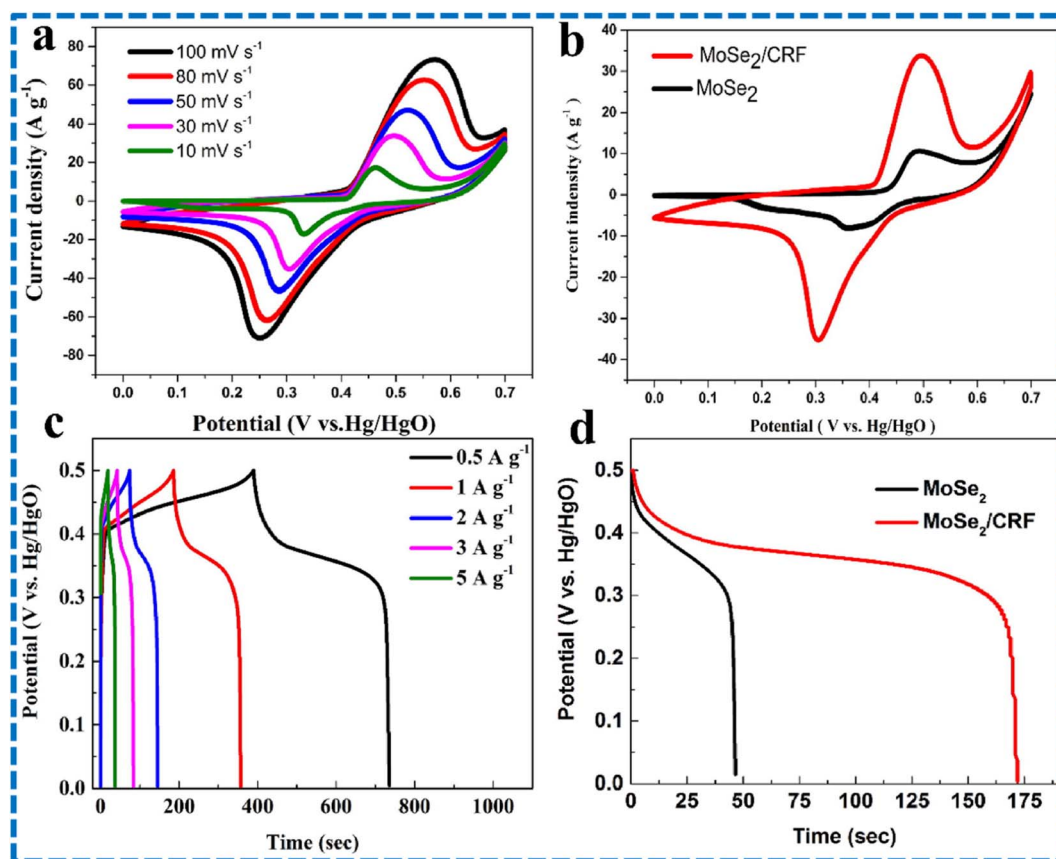 a
100 mV s⁻¹
80 mV s⁻¹
50 mV s⁻¹
30 mV s⁻¹
10 mV s⁻¹
Current density (A g⁻¹)
80
60
40
20
0
-20
-40
-60
-80
0.0 0.1 0.2 0.3 0.4 0.5 0.6 0.7
Potential (V vs.Hg/HgO)
b
MoSe₂/CRF
MoSe₂
Current indensity (A g⁻¹)
40
30
20
10
0
-10
-20
-30
-40
0.0 0.1 0.2 0.3 0.4 0.5 0.6 0.7
Potential ( V vs. Hg/HgO )
c
0.5 A g⁻¹
1 A g⁻¹
2 A g⁻¹
3 A g⁻¹
5 A g⁻¹
Potential (V vs. Hg/HgO)
0.5
0.4
0.3
0.2
0.1
0.0
0 200 400 600 800 1000
Time (sec)
d
MoSe₂
MoSe₂/CRF
Potential (V vs. Hg/HgO)
0.5
0.4
0.3
0.2
0.1
0.0
0 25 50 75 100 125 150 175
Time (sec)